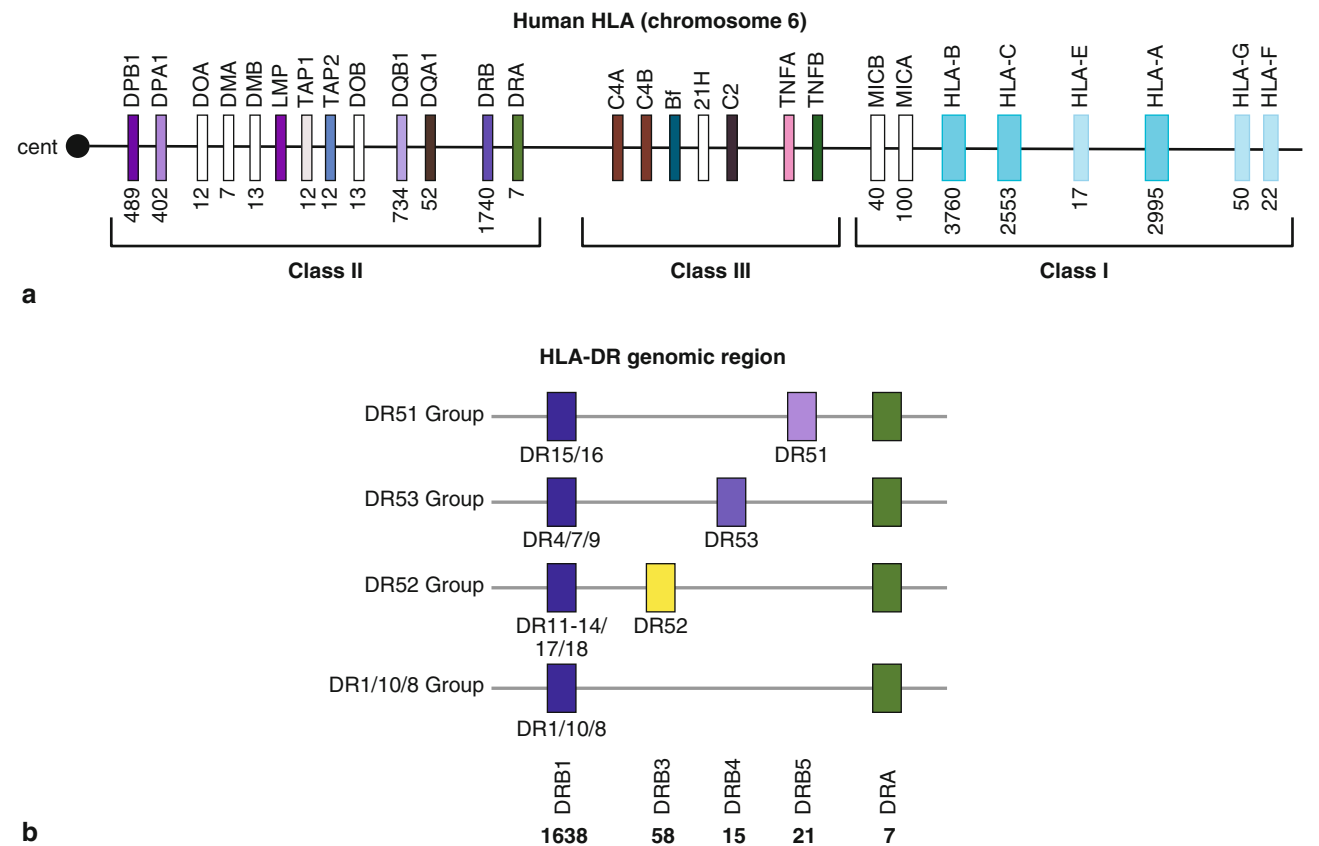 Human HLA (chromosome 6)
DPB1 DPA1 DOA DMA DMB LMP TAP1 TAP2 DOB DQB1 DQA1 DRB DRA C4A C4B Bf 21H C2 TNFA TNFB MICB MICA HLA-B HLA-C HLA-E HLA-A HLA-G HLA-F
cent
489 402 12 7 13 12 12 13 734 52 1740 7 40 100 3760 2553 17 2995 50 22
Class II Class III Class I
a
HLA-DR genomic region
DR51 Group
DR15/16 DR51
DR53 Group
DR4/7/9 DR53
DR52 Group
DR11-14/ DR52
17/18
DR1/10/8 Group
DR1/10/8
DRB1 DRB3 DRB4 DRB5 DRA
1638 58 15 21 7
b